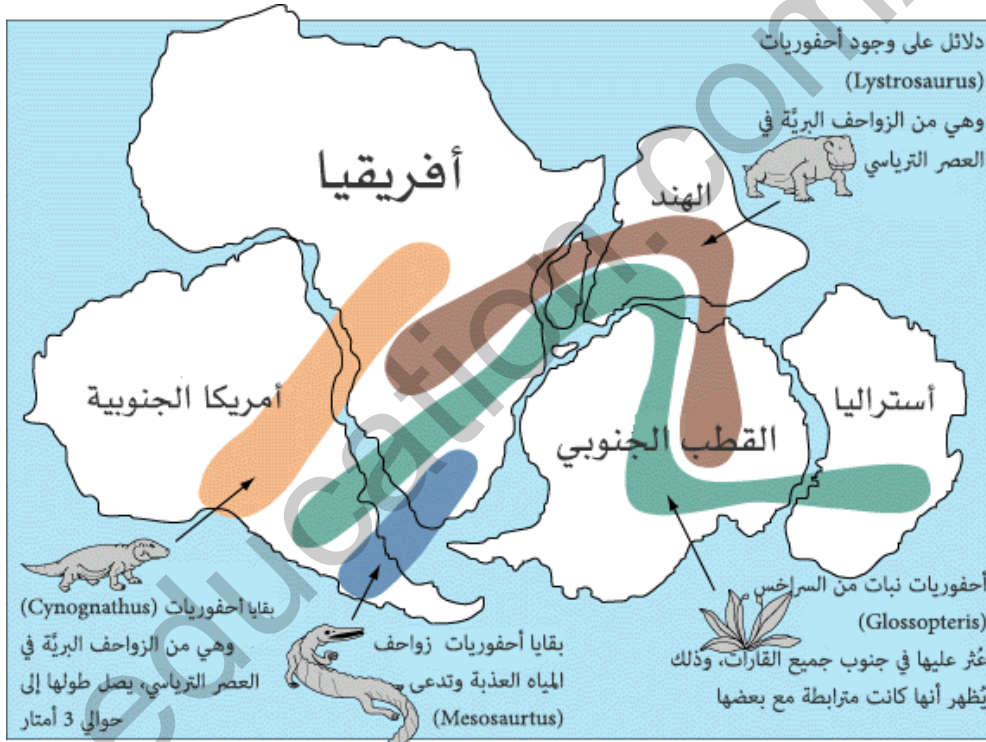 دلائل على وجود أحفوريات
(Lystrosaurus)
وهي من الزواحف البريَّة في
العصر الترياسي
أفريقيا
الهند
أمريكا الجنوبية
أستراليا
القطب الجنوبي
بقايا أحفوريات (Cynognathus)
وهي من الزواحف البريَّة في
العصر الترياسي، يصل طولها إلى
حوالي 3 أمتار
بقايا أحفوريات زواحف
المياه العذبة وتدعى
(Mesosaurtus)
أحفوريات نبات من السراخس
(Glossopteris)
عُثر عليها في جنوب جميع القارات، وذلك
يُظهر أنها كانت مترابطة مع بعضها
education.com